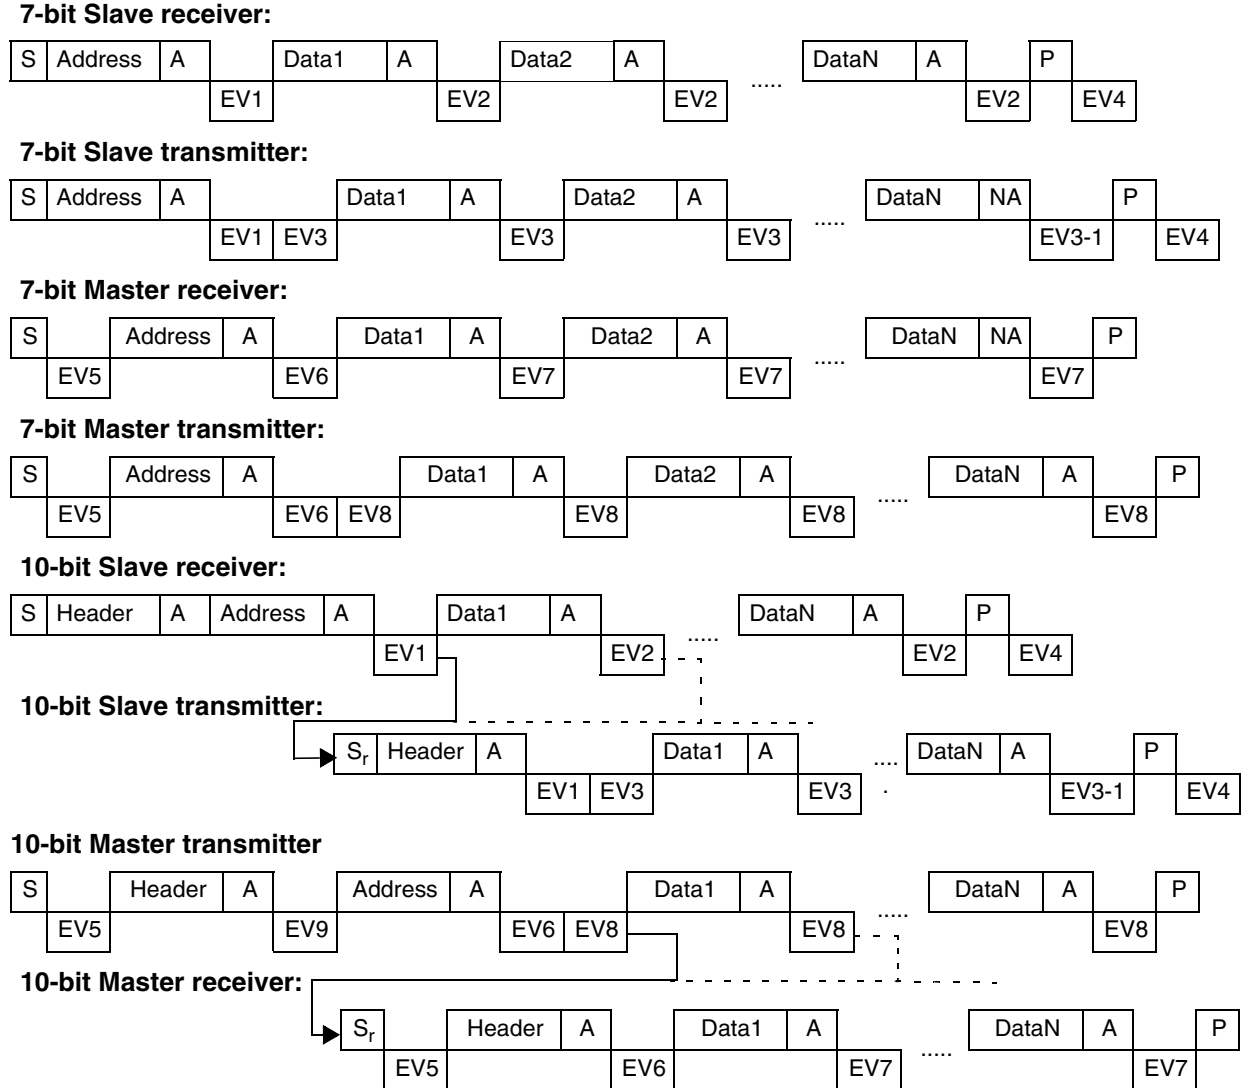 7-bit Slave receiver:
S Address A Data1 A Data2 A DataN A P
EV1 EV2 EV2 ..... EV2 EV4
7-bit Slave transmitter:
S Address A Data1 A Data2 A DataN NA P
EV1 EV3 EV3 EV3 ..... EV3-1 EV4
7-bit Master receiver:
S Address A Data1 A Data2 A DataN NA P
EV5 EV6 EV7 EV7 ..... EV7
7-bit Master transmitter:
S Address A Data1 A Data2 A DataN A P
EV5 EV6 EV8 EV8 EV8 ..... EV8
10-bit Slave receiver:
S Header A Address A Data1 A DataN A P
EV1 EV2 ..... EV2 EV4
10-bit Slave transmitter:
Sr Header A Data1 A .... DataN A P
EV1 EV3 EV3 . EV3-1 EV4
10-bit Master transmitter
S Header A Address A Data1 A DataN A P
EV5 EV9 EV6 EV8 EV8 ..... EV8
10-bit Master receiver:
Sr Header A Data1 A DataN A P
EV5 EV6 EV7 ..... EV7